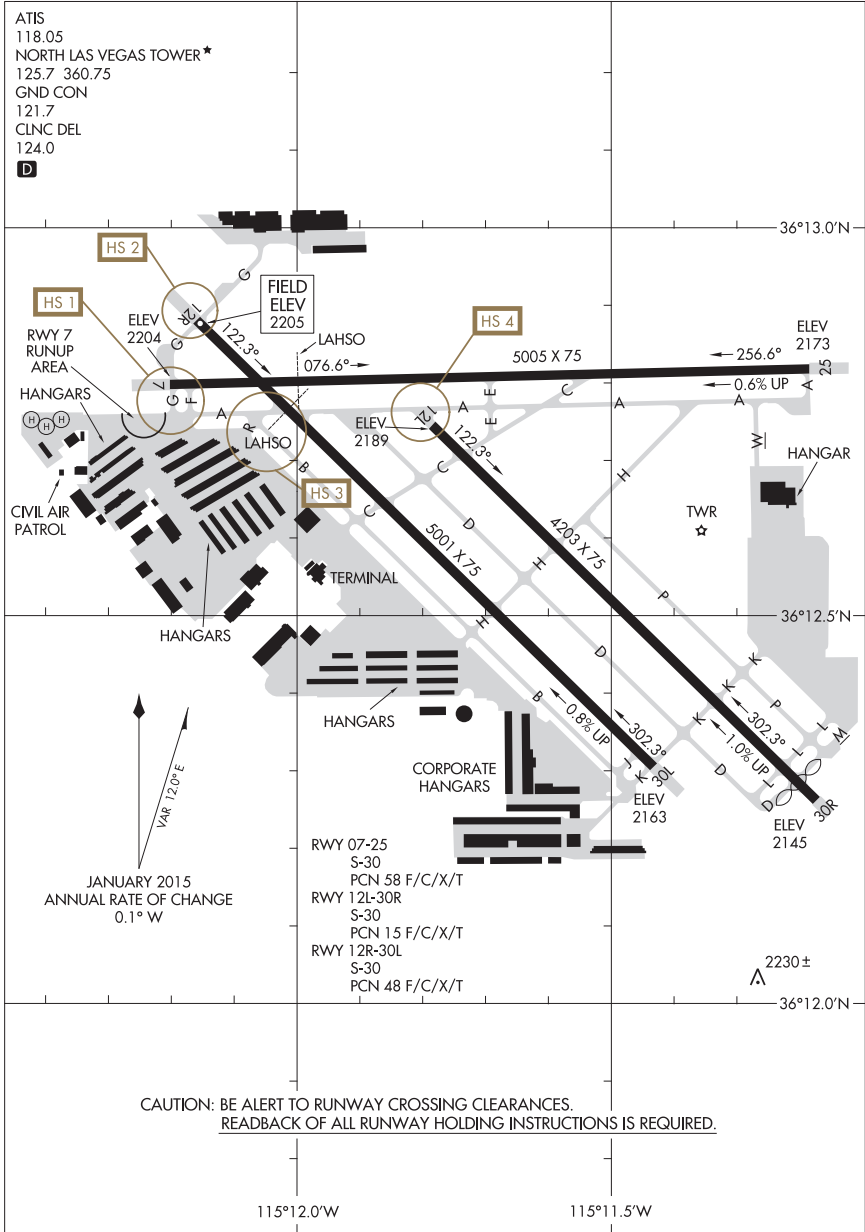 ATIS
118.05
NORTH LAS VEGAS TOWER★
125.7 360.75
GND CON
121.7
CLNC DEL
124.0
D
36°13.0'N
HS 2
G
G
FIELD
ELEV
2205
HS 1
ELEV
2204
12R
122.3°
LAHSO
HS 4
ELEV
2173
RWY 7
RUNUP
AREA
G
076.6°
5005 X 75
256.6°
25
7
0.6% UP
HANGARS
G
F
A
R
A
E
E
C
A
A
A
H H H
LAHSO
ELEV
2189
12L
122.3°
W
HANGAR
B
C
C
H
HS 3
CIVIL AIR
PATROL
D
5001 X 75
4203 X 75
TWR
H
TERMINAL
P
36°12.5'N
HANGARS
H
D
K
K
P
L
M
HANGARS
B
0.8% UP
302.3°
K
302.3°
1.0% UP
D
L
L
D
CORPORATE
HANGARS
J
K
30L
ELEV
2163
30R
ELEV
2145
VAR 12.0° E
JANUARY 2015
ANNUAL RATE OF CHANGE
0.1° W
RWY 07-25
S-30
PCN 58 F/C/X/T
RWY 12L-30R
S-30
PCN 15 F/C/X/T
RWY 12R-30L
S-30
PCN 48 F/C/X/T
2230±
36°12.0'N
CAUTION: BE ALERT TO RUNWAY CROSSING CLEARANCES.
READBACK OF ALL RUNWAY HOLDING INSTRUCTIONS IS REQUIRED.
115°12.0'W
115°11.5'W